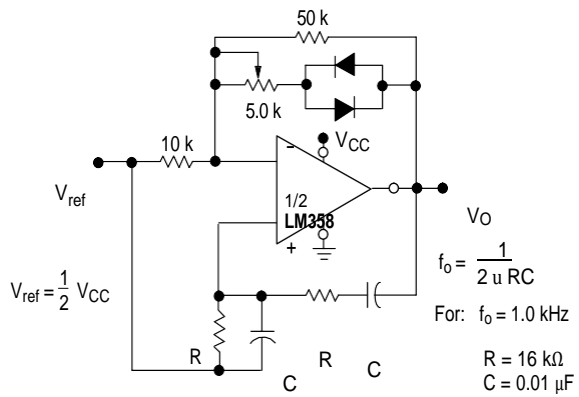 50 k
5.0 k
10 k
V_CC
V_ref
-
1/2
LM358
+
V_O
V_ref = 1/2 V_CC
f_o = 1 / 2 u RC
For: f_o = 1.0 kHz
R
C
R
C
R = 16 kΩ
C = 0.01 μF